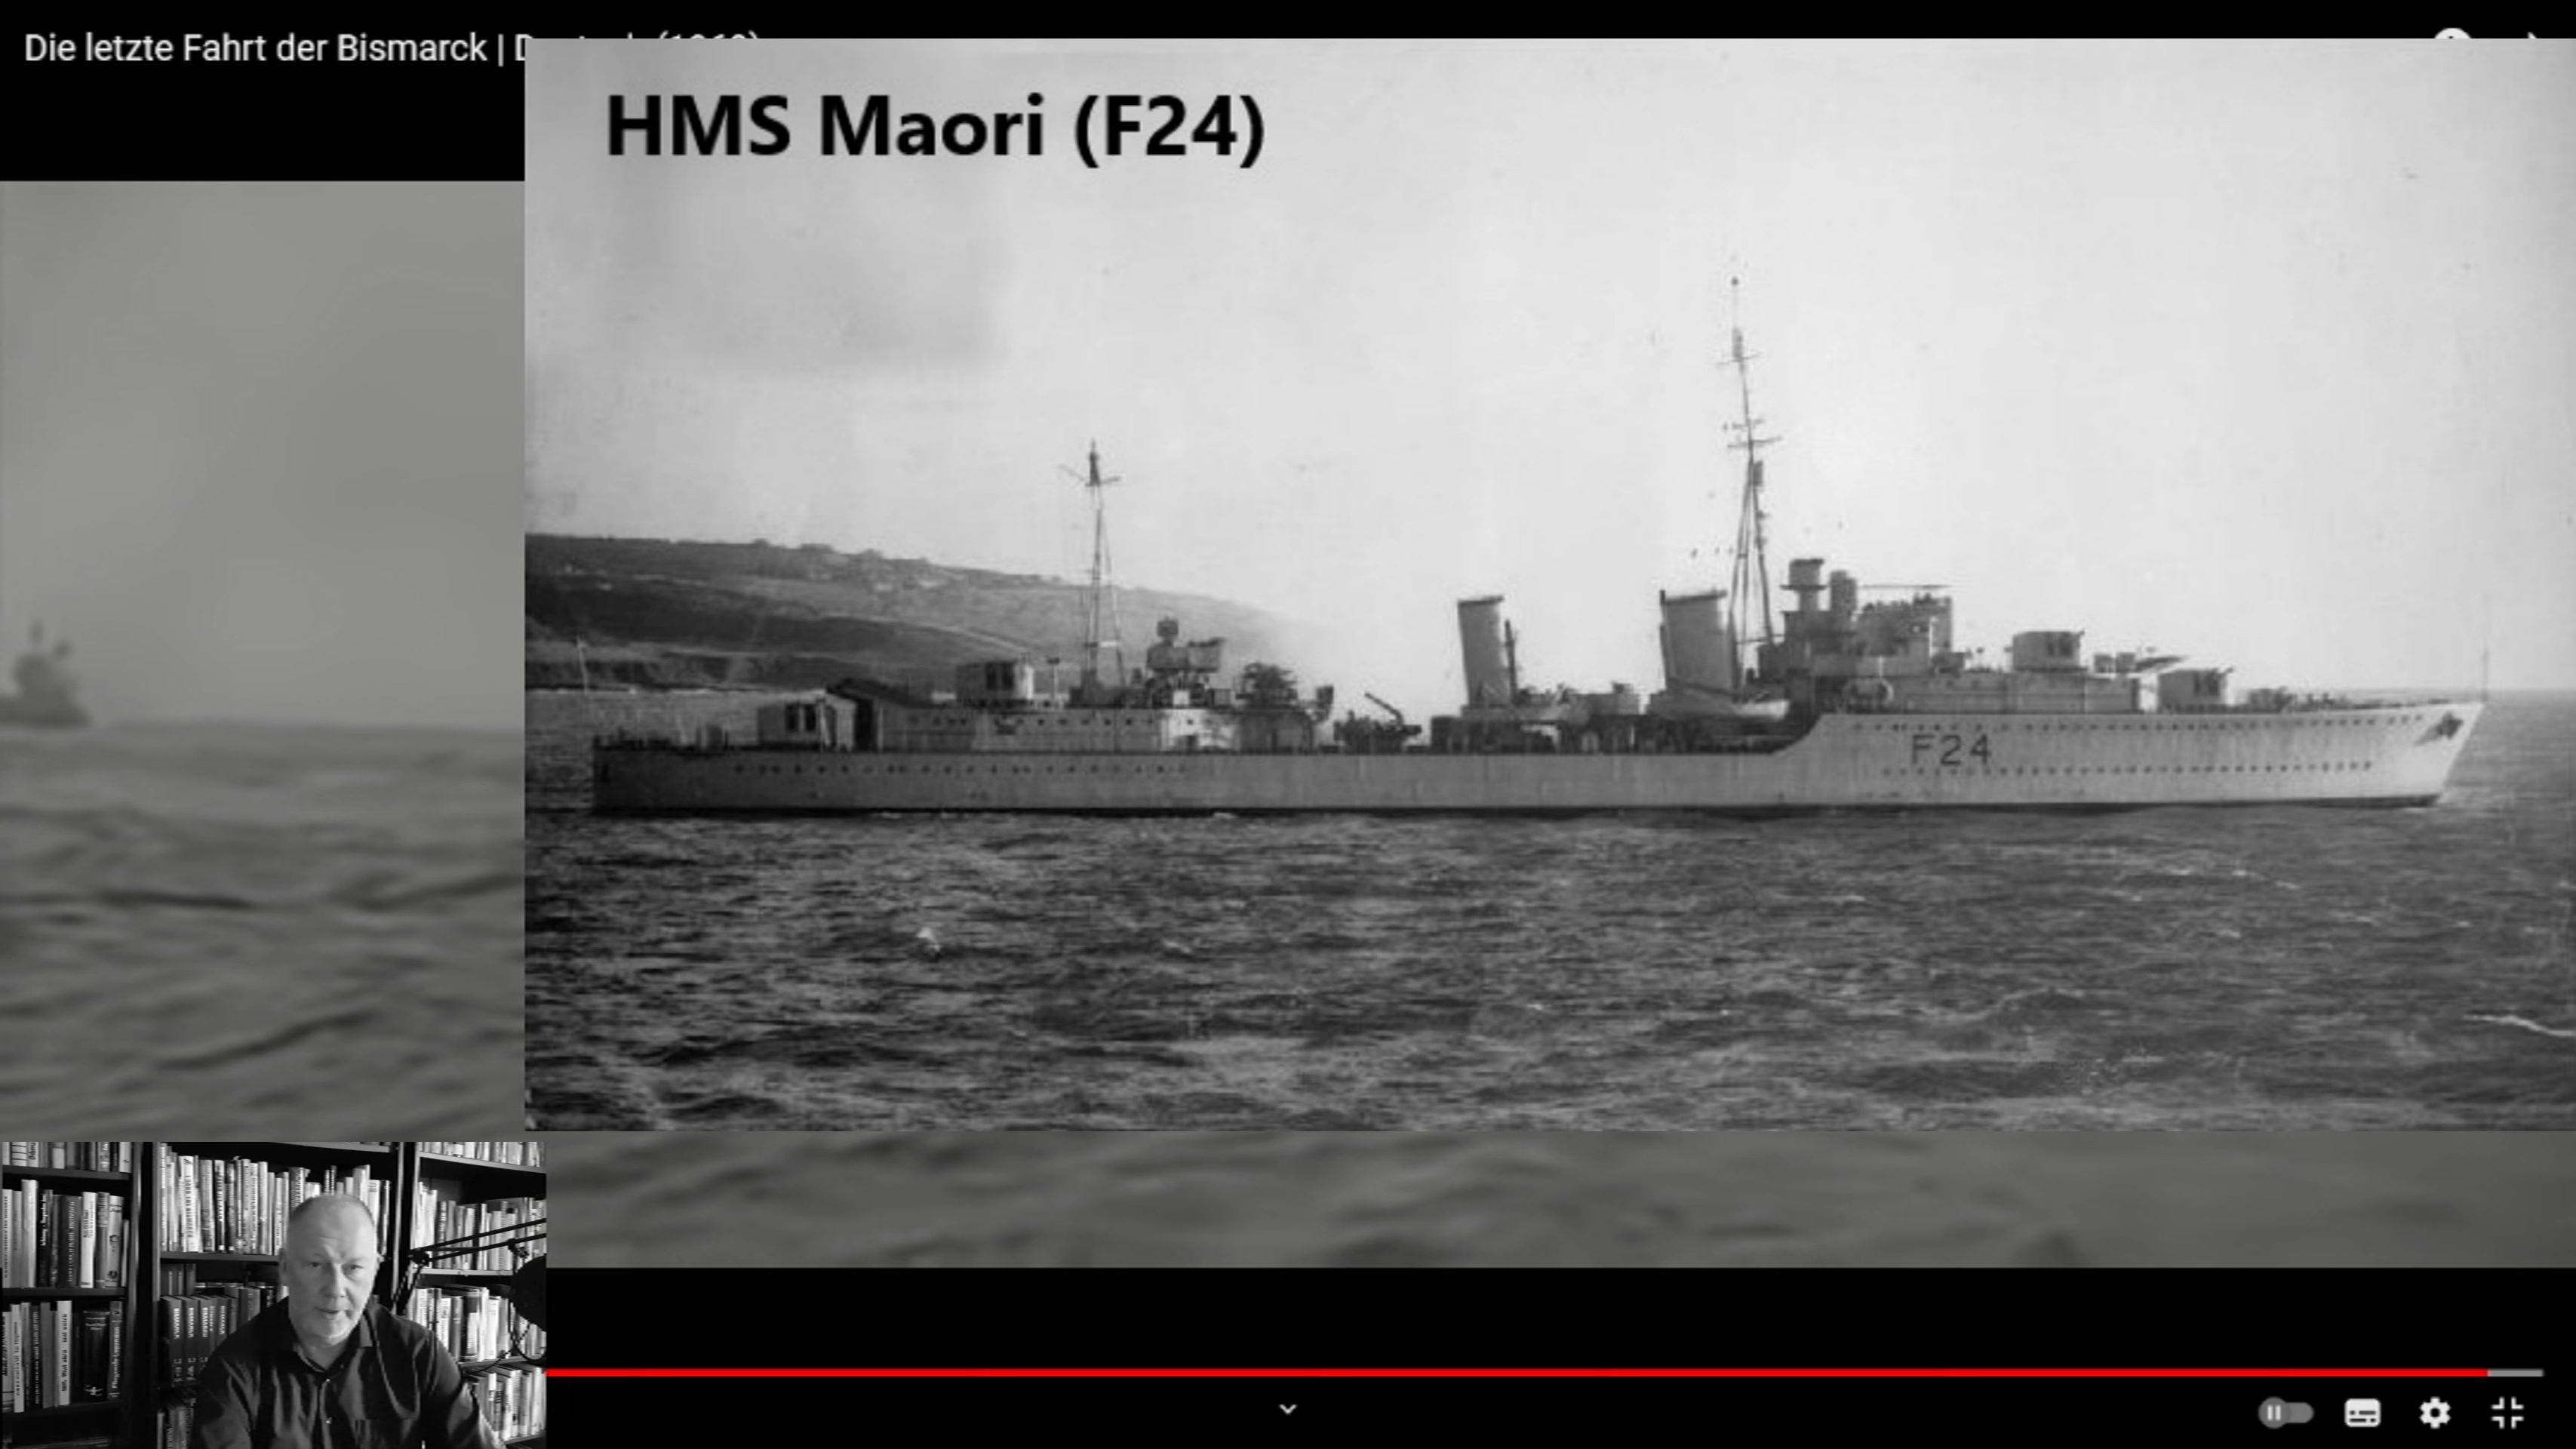 Die letzte Fahrt der Bismarck |
HMS Maori (F24)
F24